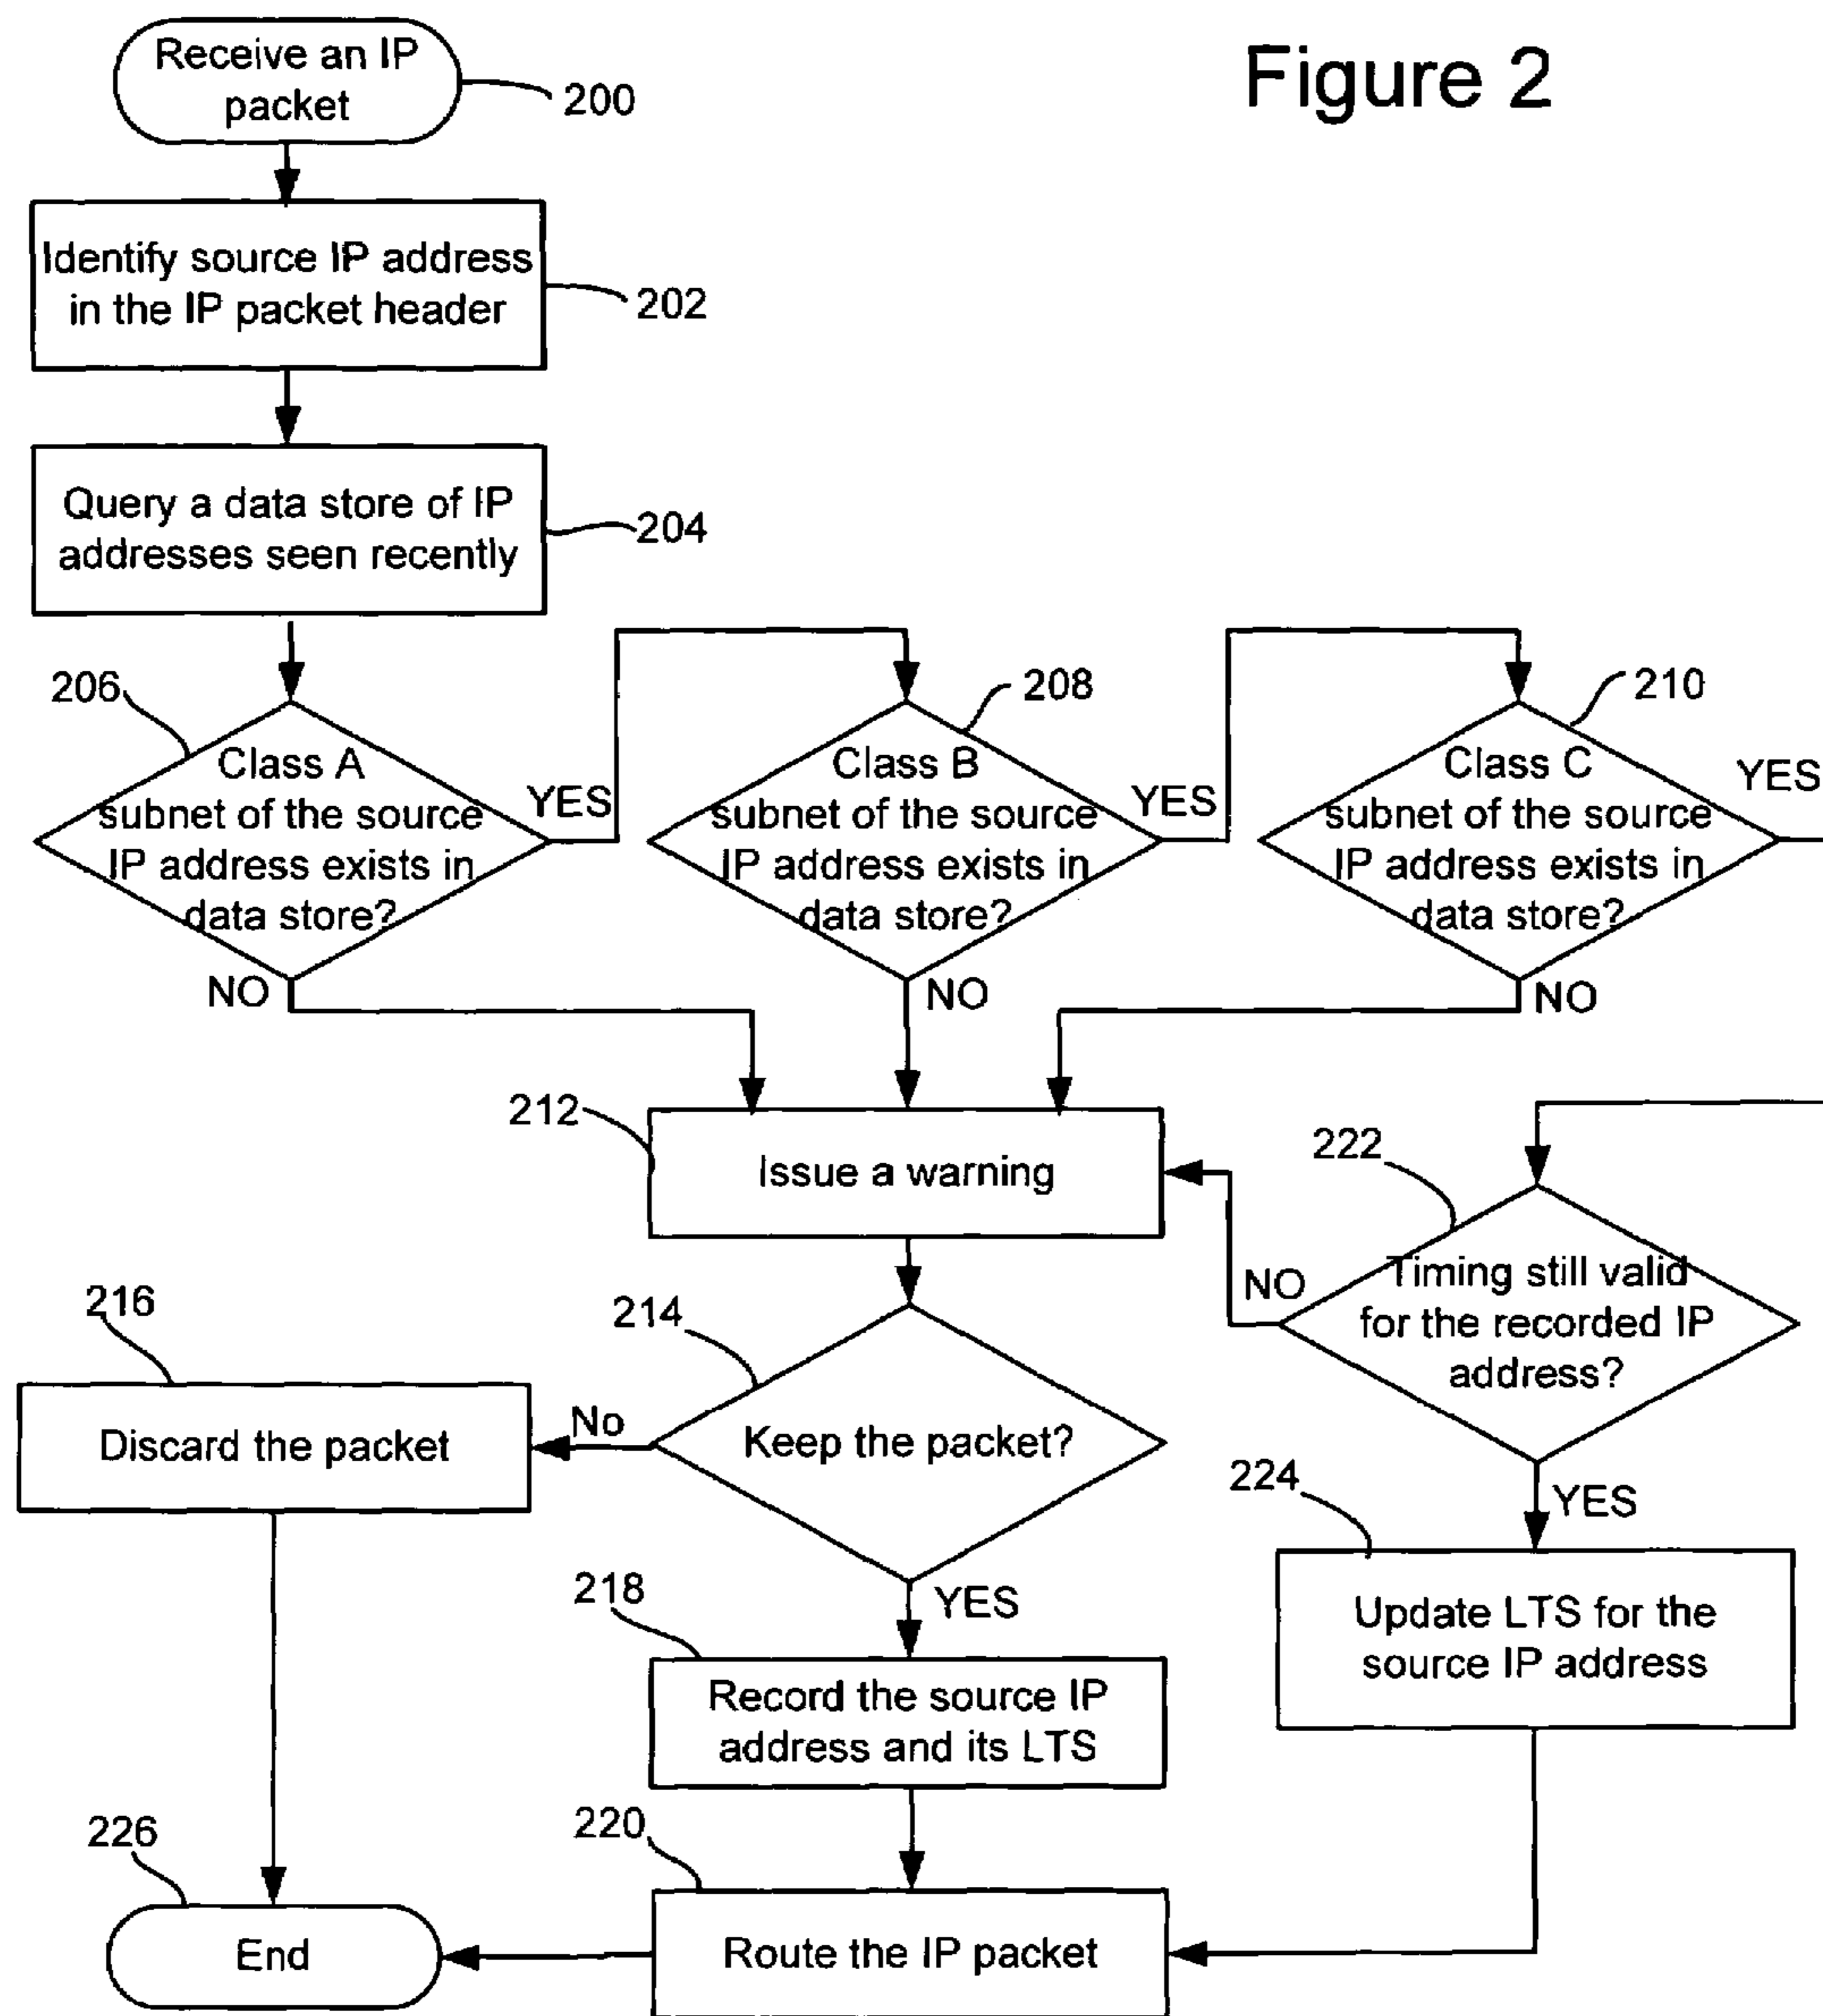 Figure 2
Receive an IP
packet
200
Identify source IP address
in the IP packet header
202
Query a data store of IP
addresses seen recently
204
206
Class A
subnet of the source
IP address exists in
data store?
YES
NO
208
Class B
subnet of the source
IP address exists in
data store?
YES
NO
210
Class C
subnet of the source
IP address exists in
data store?
YES
NO
212
Issue a warning
222
Timing still valid
for the recorded IP
address?
NO
YES
214
Keep the packet?
No
YES
216
Discard the packet
224
Update LTS for the
source IP address
218
Record the source IP
address and its LTS
220
Route the IP packet
226
End